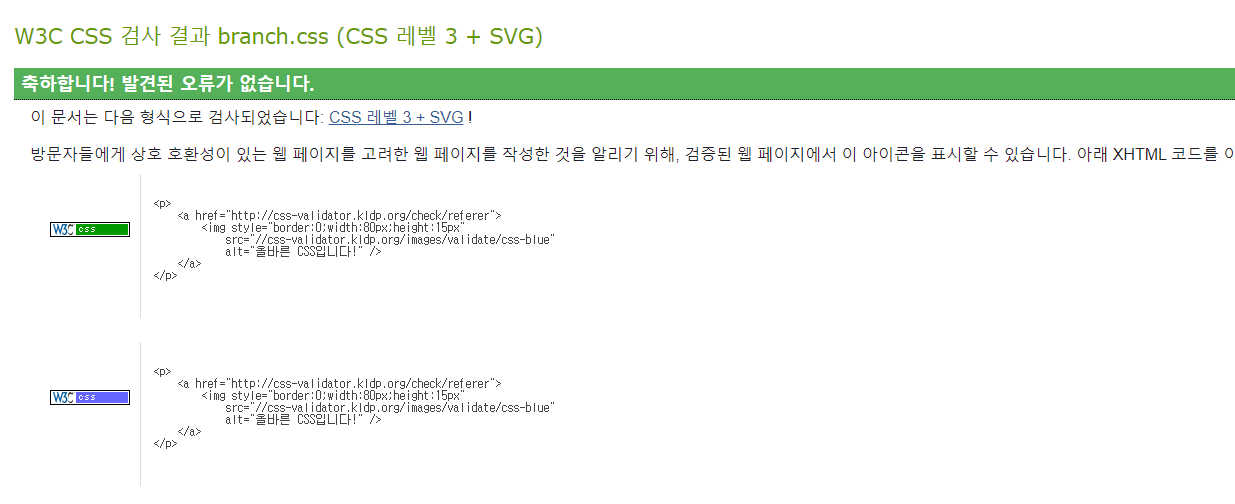 W3C CSS 검사 결과 branch.css (CSS 레벨 3 + SVG)
축하합니다! 발견된 오류가 없습니다.
이 문서는 다음 형식으로 검사되었습니다: CSS 레벨 3 + SVG !
방문자들에게 상호 호환성이 있는 웹 페이지를 고려한 웹 페이지를 작성한 것을 알리기 위해, 검증된 웹 페이지에서 이 아이콘을 표시할 수 있습니다. 아래 XHTML 코드를
W3C css
<p>
<a href="http://css-validator.kldp.org/check/referer">
<img style="border:0;width:80px;height:15px"
src="//css-validator.kldp.org/images/validate/css-blue"
alt="올바른 CSS입니다!" />
</a>
</p>
W3C css
<p>
<a href="http://css-validator.kldp.org/check/referer">
<img style="border:0;width:80px;height:15px"
src="//css-validator.kldp.org/images/validate/css-blue"
alt="올바른 CSS입니다!" />
</a>
</p>